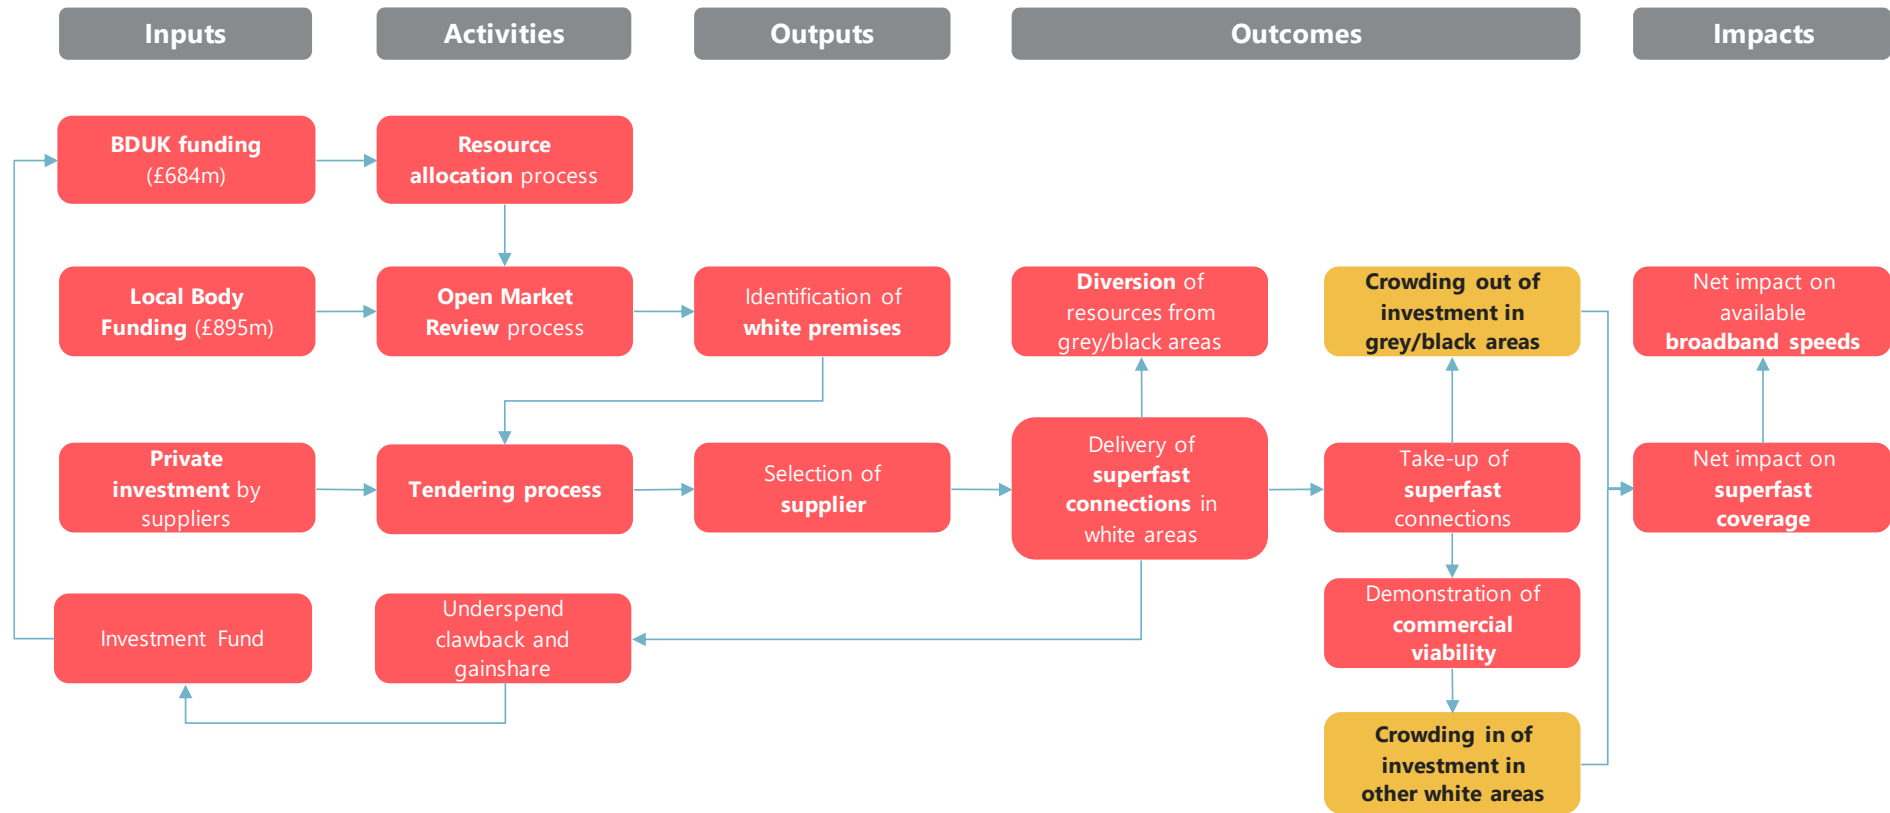 Inputs
Activities
Outputs
Outcomes
Impacts
BDUK funding
(£684m)
Resource
allocation process
Local Body
Funding (£895m)
Open Market
Review process
Identification of
white premises
Diversion of
resources from
grey/black areas
Crowding out of
investment in
grey/black areas
Net impact on
available
broadband speeds
Private
investment by
suppliers
Tendering process
Selection of
supplier
Delivery of
superfast
connections in
white areas
Take-up of
superfast
connections
Net impact on
superfast
coverage
Investment Fund
Underspend
clawback and
gainshare
Demonstration of
commercial
viability
Crowding in of
investment in
other white areas